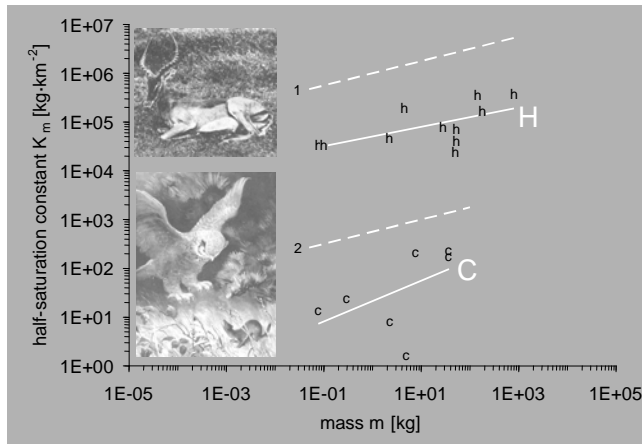 half-saturation constant K m [kg·km-2]
1E+07
1E+06
1E+05
1E+04
1E+03
1E+02
1E+01
1E+00
1
h h h
h h
H
h h h h h h
h
2
c c
c
C
c c
c
c
1E-05 1E-03 1E-01 1E+01 1E+03 1E+05
mass m [kg]